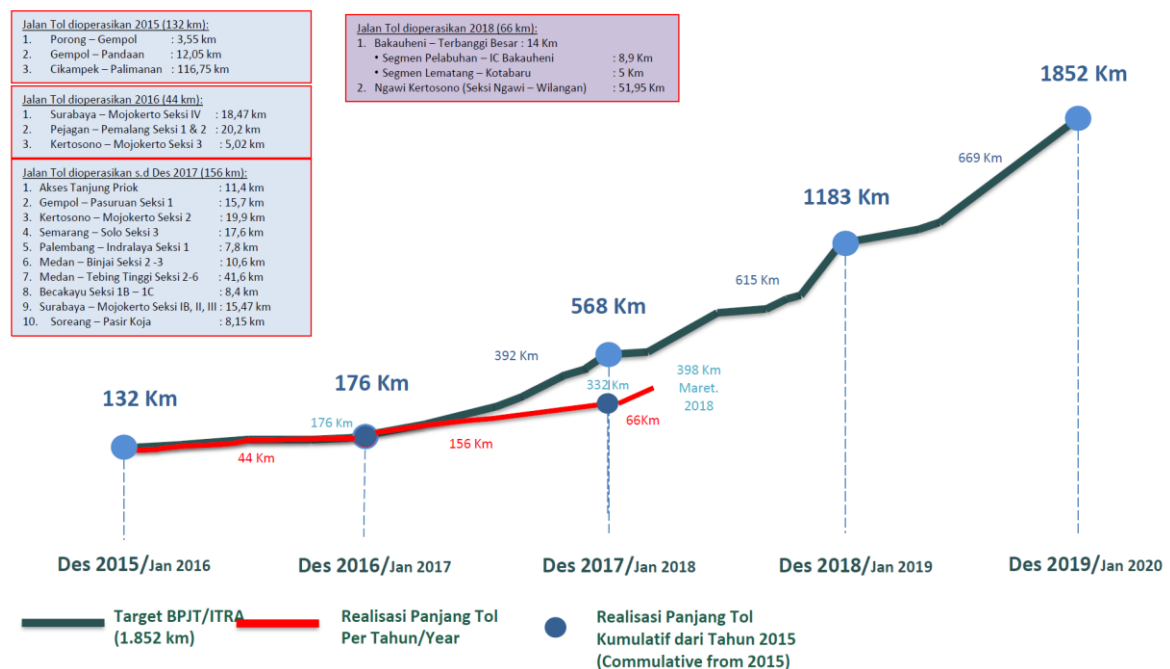 Jalan Tol dioperasikan 2015 (132 km):
1. Porong – Gempol : 3,55 km
2. Gempol – Pandaan : 12,05 km
3. Cikampek – Palimanan : 116,75 km
Jalan Tol dioperasikan 2016 (44 km):
1. Surabaya – Mojokerto Seksi IV : 18,47 km
2. Pejagan – Pemalang Seksi 1 & 2 : 20,2 km
3. Kertosono – Mojokerto Seksi 3 : 5,02 km
Jalan Tol dioperasikan s.d Des 2017 (156 km):
1. Akses Tanjung Priok : 11,4 km
2. Gempol – Pasuruan Seksi 1 : 15,7 km
3. Kertosono – Mojokerto Seksi 2 : 19,9 km
4. Semarang – Solo Seksi 3 : 17,6 km
5. Palembang – Indralaya Seksi 1 : 7,8 km
6. Medan – Binjai Seksi 2 -3 : 10,6 km
7. Medan – Tebing Tinggi Seksi 2-6 : 41,6 km
8. Becakayu Seksi 1B – 1C : 8,4 km
9. Surabaya – Mojokerto Seksi IB, II, III : 15,47 km
10. Soreang – Pasir Koja : 8,15 km
Jalan Tol dioperasikan 2018 (66 km):
1. Bakauheni – Terbanggi Besar : 14 Km
• Segmen Pelabuhan – IC Bakauheni : 8,9 Km
• Segmen Lematang – Kotabaru : 5 Km
2. Ngawi Kertosono (Seksi Ngawi – Wilangan) : 51,95 Km
1852 Km
669 Km
1183 Km
615 Km
568 Km
392 Km
332 Km
398 Km
Maret.
2018
66Km
176 Km
132 Km
176 Km
156 Km
44 Km
Des 2015/Jan 2016
Des 2016/Jan 2017
Des 2017/Jan 2018
Des 2018/Jan 2019
Des 2019/Jan 2020
Target BPJT/ITRA
(1.852 km)
Realisasi Panjang Tol
Per Tahun/Year
Realisasi Panjang Tol
Kumulatif dari Tahun 2015
(Commulative from 2015)